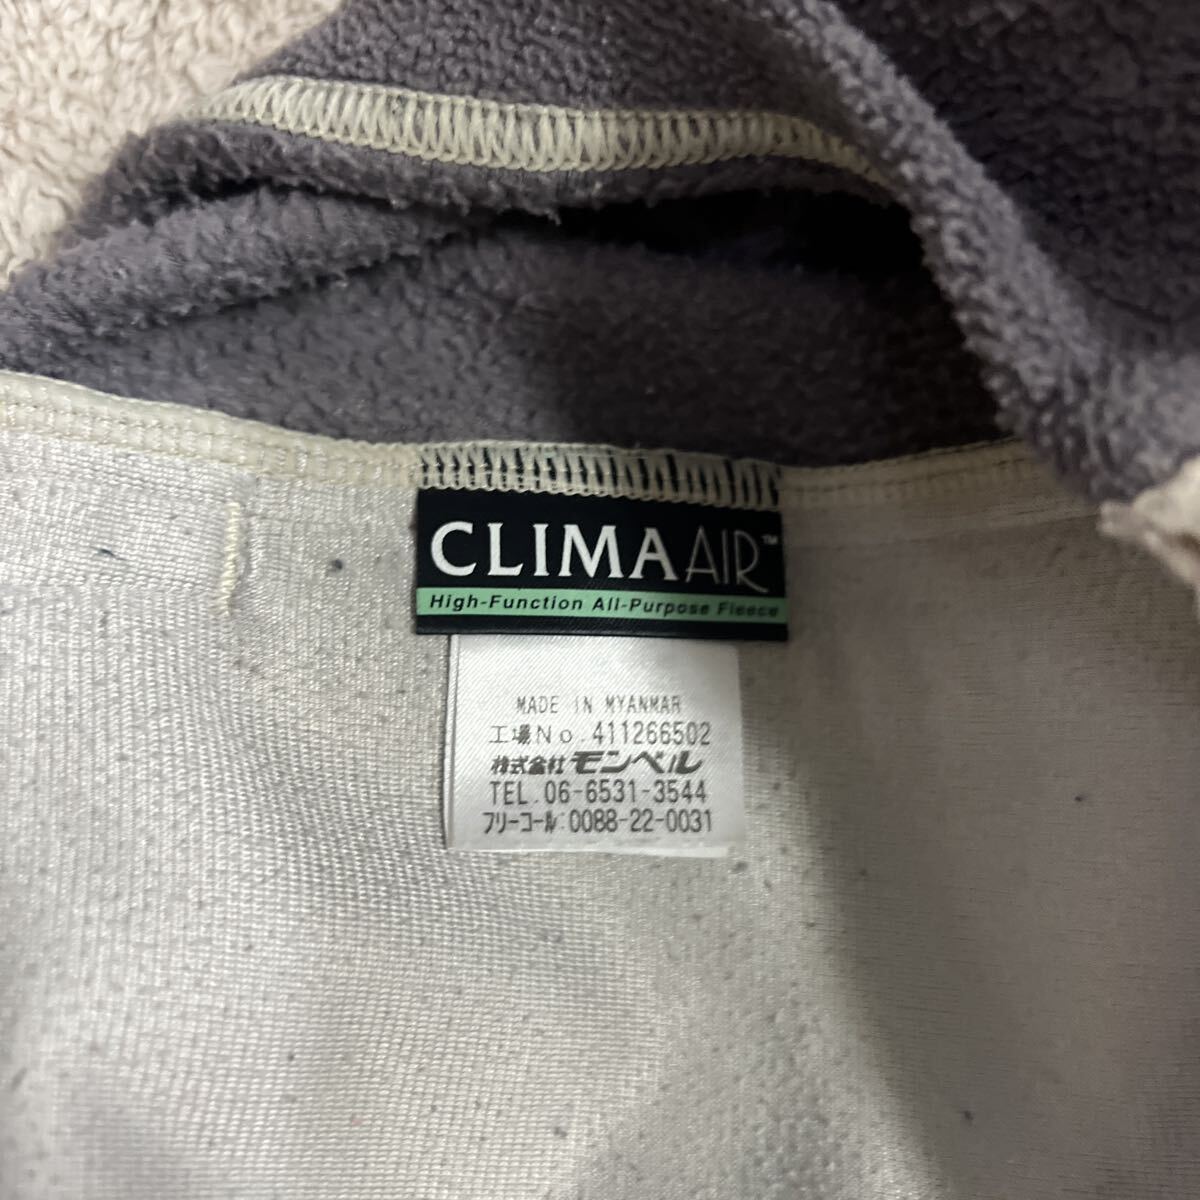 CLIMAAIR™
High-Function All-Purpose Fleece
MADE IN MYANMAR
工場No.411266502
株式会社モンベル
TEL.06-6531-3544
フリーコール:0088-22-0031